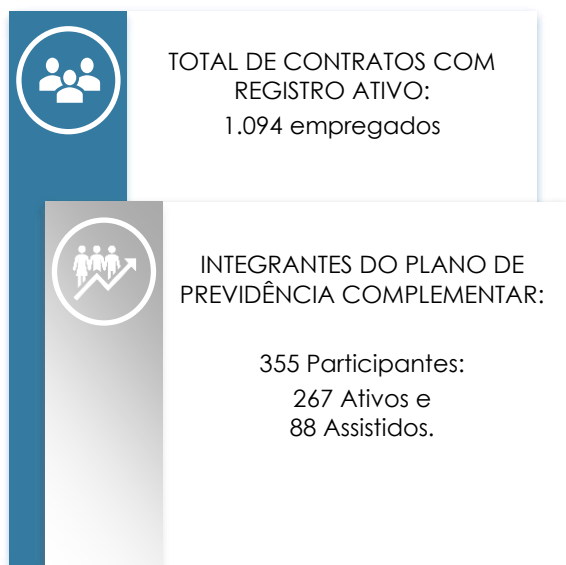 TOTAL DE CONTRATOS COM
REGISTRO ATIVO:
1.094 empregados
INTEGRANTES DO PLANO DE
PREVIDÊNCIA COMPLEMENTAR:
355 Participantes:
267 Ativos e
88 Assistidos.